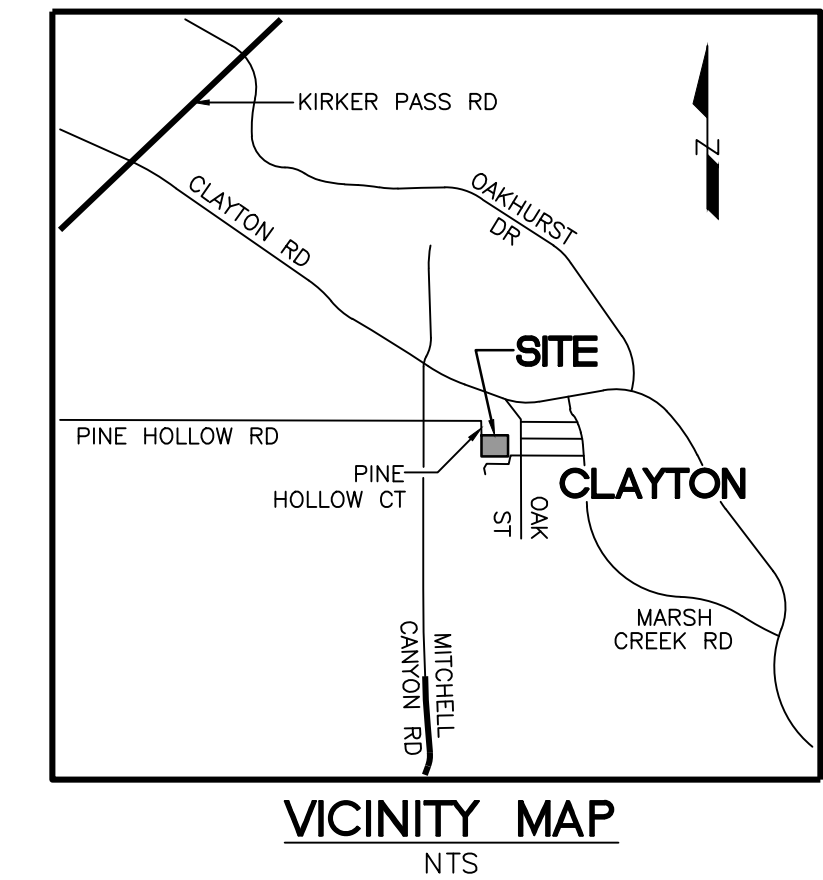 KIRKER PASS RD
CLAYTON RD
OAKHURST
DR
N
SITE
PINE HOLLOW RD
PINE
HOLLOW CT
CLAYTON
OAK
ST
MARSH
CREEK RD
MITCHELL
CANYON RD
VICINITY MAP
NTS